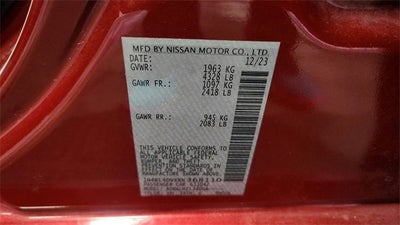 MFD BY NISSAN MOTOR CO., LTD.
DATE: 12/23
GVWR: 1963 KG
4328 LB
GAWR FR.: 1097 KG
2418 LB
GAWR RR.: 945 KG
2083 LB
THIS VEHICLE CONFORMS TO
ALL APPLICABLE FEDERAL
MOTOR VEHICLE SAFETY,
BUMPER, AND THEFT
PREVENTION STANDARDS IN
EFFECT ON THE DATE OF
MANUFACTURE SHOWN ABOVE.
PASSENGER CAR